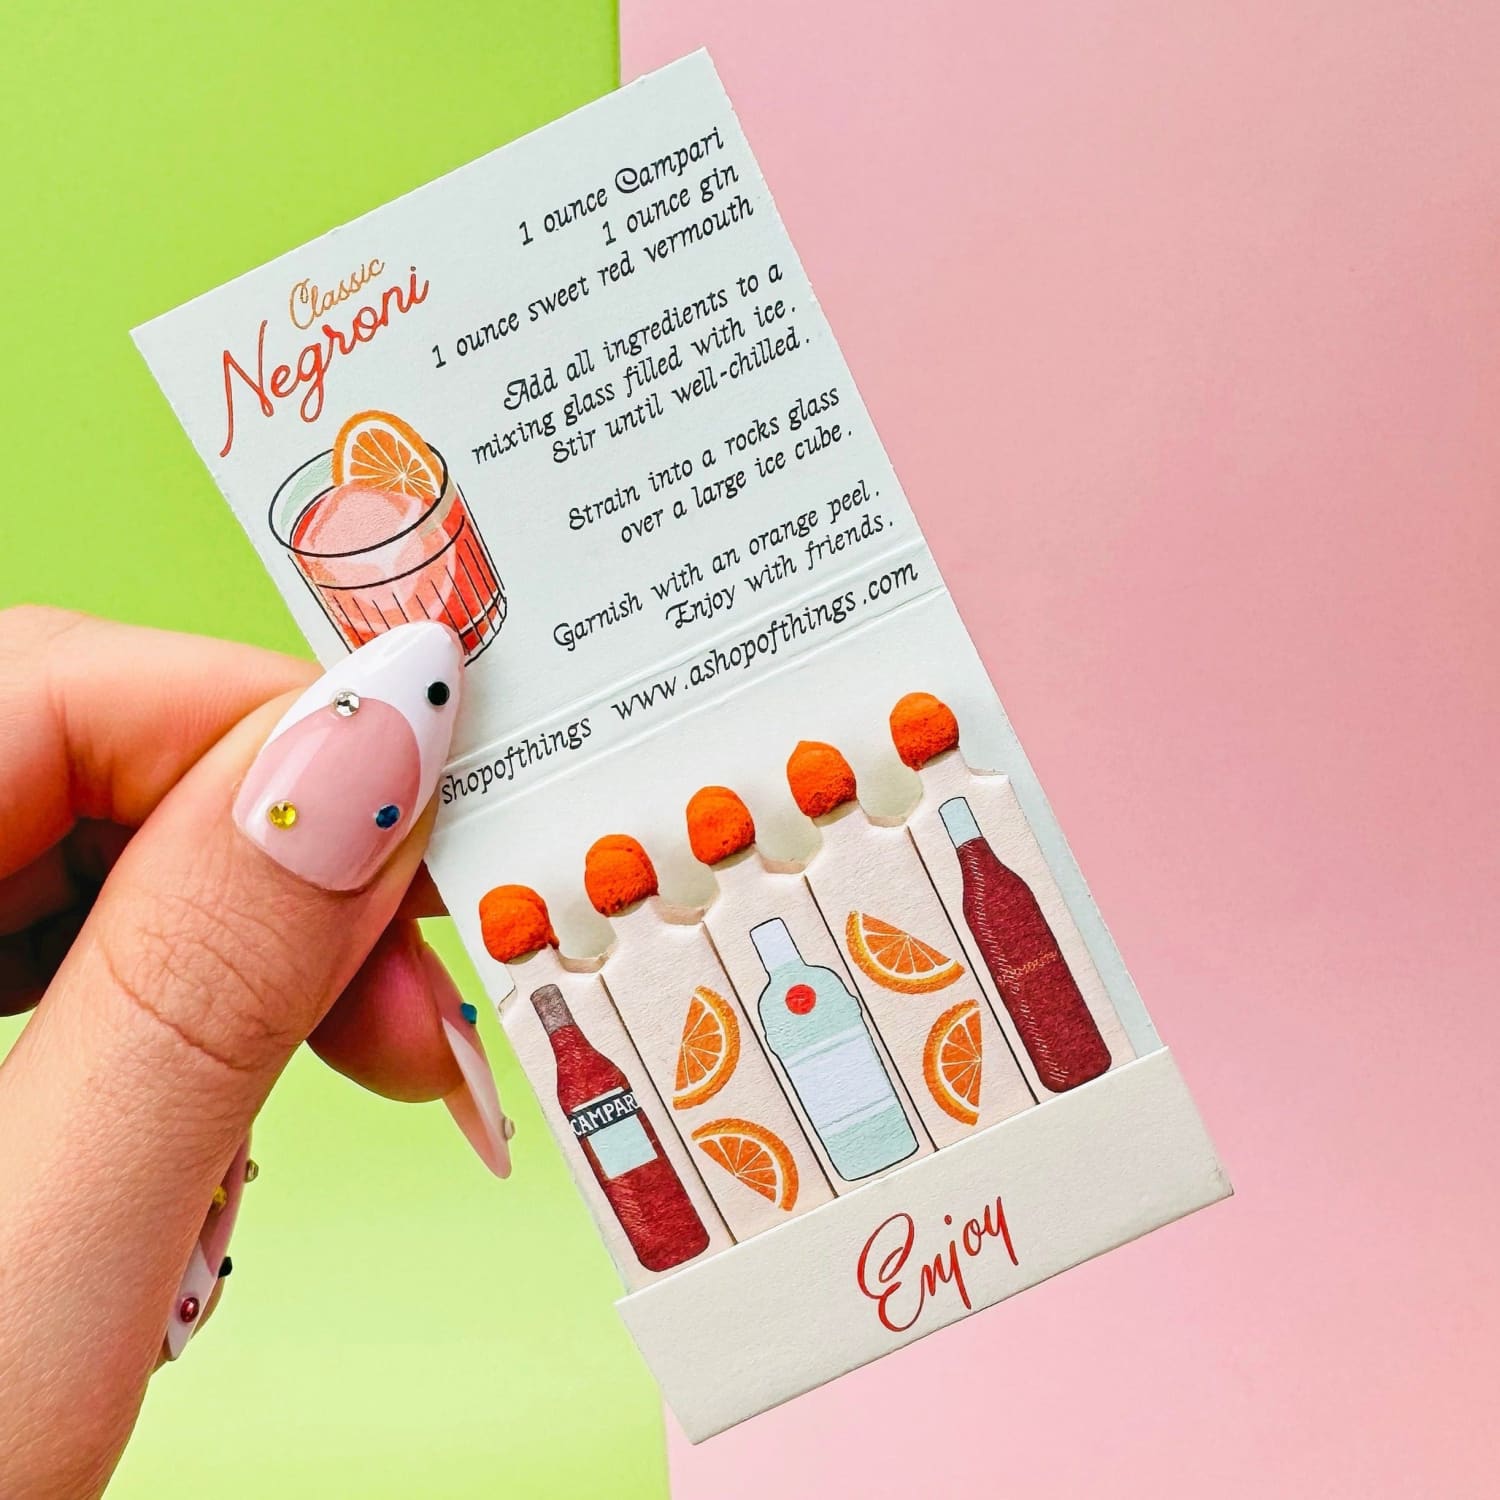 Classic
Negroni
1 ounce Campari
1 ounce gin
1 ounce sweet red vermouth
Add all ingredients to a
mixing glass filled with ice.
Stir until well-chilled.
Strain into a rocks glass
over a large ice cube.
Garnish with an orange peel.
Enjoy with friends.
shopofthings www.ashopofthings.com
CAMPARI
Enjoy